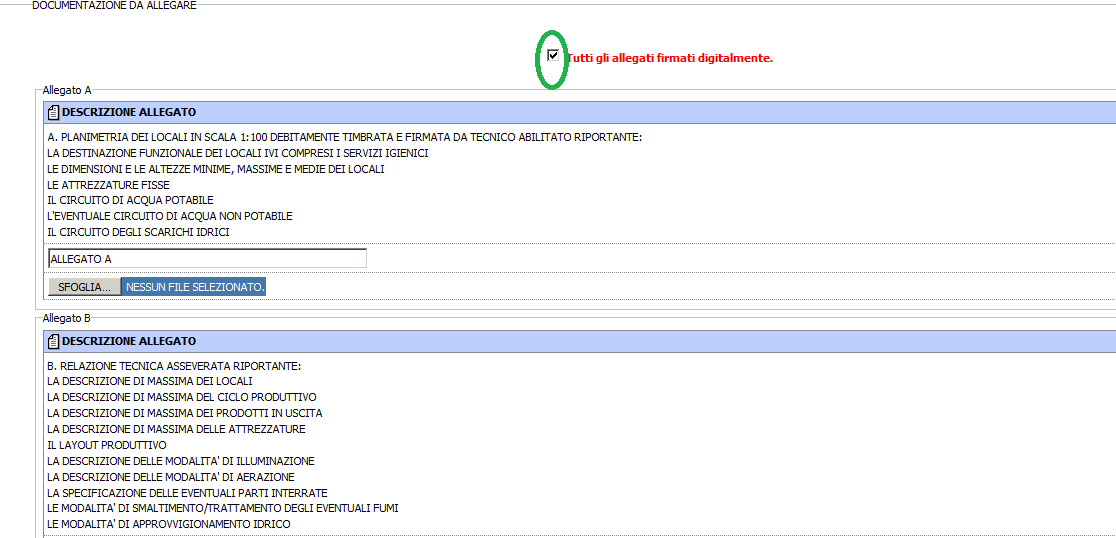 DOCUMENTAZIONE DA ALLEGARE
Tutti gli allegati firmati digitalmente.
Allegato A
DESCRIZIONE ALLEGATO
A. PLANIMETRIA DEI LOCALI IN SCALA 1:100 DEBITAMENTE TIMBRATA E FIRMATA DA TECNICO ABILITATO RIPORTANTE:
LA DESTINAZIONE FUNZIONALE DEI LOCALI IVI COMPRESI I SERVIZI IGIENICI
LE DIMENSIONI E LE ALTEZZE MINIME, MASSIME E MEDIE DEI LOCALI
LE ATTREZZATURE FISSE
IL CIRCUITO DI ACQUA POTABILE
L'EVENTUALE CIRCUITO DI ACQUA NON POTABILE
IL CIRCUITO DEGLI SCARICHI IDRICI
ALLEGATO A
SFOGLIA... NESSUN FILE SELEZIONATO.
Allegato B
DESCRIZIONE ALLEGATO
B. RELAZIONE TECNICA ASSEVERATA RIPORTANTE:
LA DESCRIZIONE DI MASSIMA DEI LOCALI
LA DESCRIZIONE DI MASSIMA DEL CICLO PRODUTTIVO
LA DESCRIZIONE DI MASSIMA DEI PRODOTTI IN USCITA
LA DESCRIZIONE DI MASSIMA DELLE ATTREZZATURE
IL LAYOUT PRODUTTIVO
LA DESCRIZIONE DELLE MODALITA' DI ILLUMINAZIONE
LA DESCRIZIONE DELLE MODALITA' DI AERAZIONE
LA SPECIFICAZIONE DELLE EVENTUALI PARTI INTERRATE
LE MODALITA' DI SMALTIMENTO/TRATTAMENTO DEGLI EVENTUALI FUMI
LE MODALITA' DI APPROVVIGIONAMENTO IDRICO